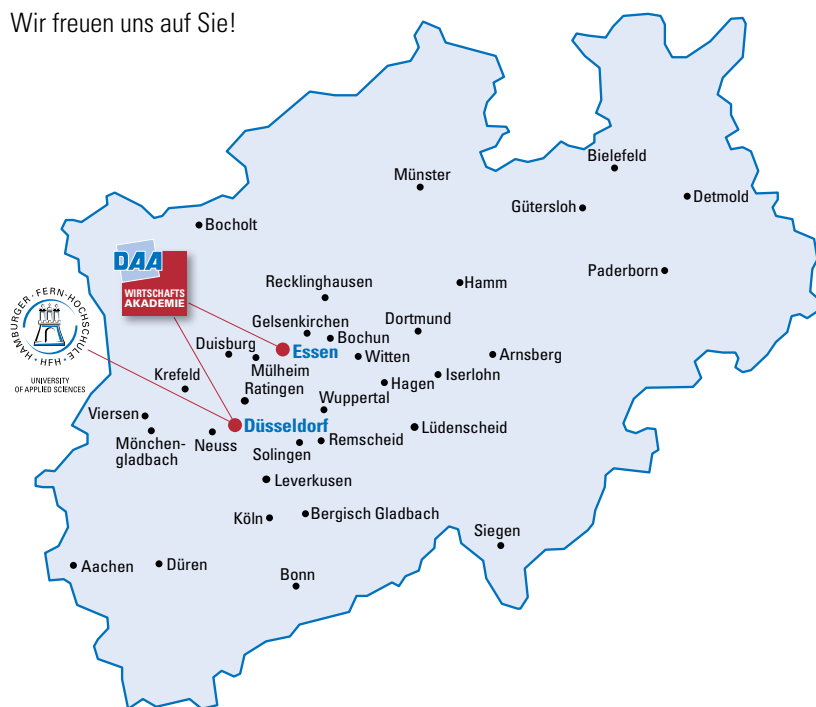 Wir freuen uns auf Sie!
Bielefeld
Münster
Detmold
Gütersloh
Bocholt
DAA
WIRTSCHAFTS
AKADEMIE
Paderborn
Recklinghausen
Hamm
HAMBURGER·FERN-HOCHSCHULE·HFH·
UNIVERSITY
OF APPLIED SCIENCES
Gelsenkirchen
Dortmund
Duisburg
Bochun
Essen
Witten
Arnsberg
Mülheim
Krefeld
Ratingen
Hagen
Iserlohn
Wuppertal
Viersen
Düsseldorf
Lüdenscheid
Mönchen-
gladbach
Neuss
Remscheid
Solingen
Leverkusen
Köln
Bergisch Gladbach
Siegen
Aachen
Düren
Bonn